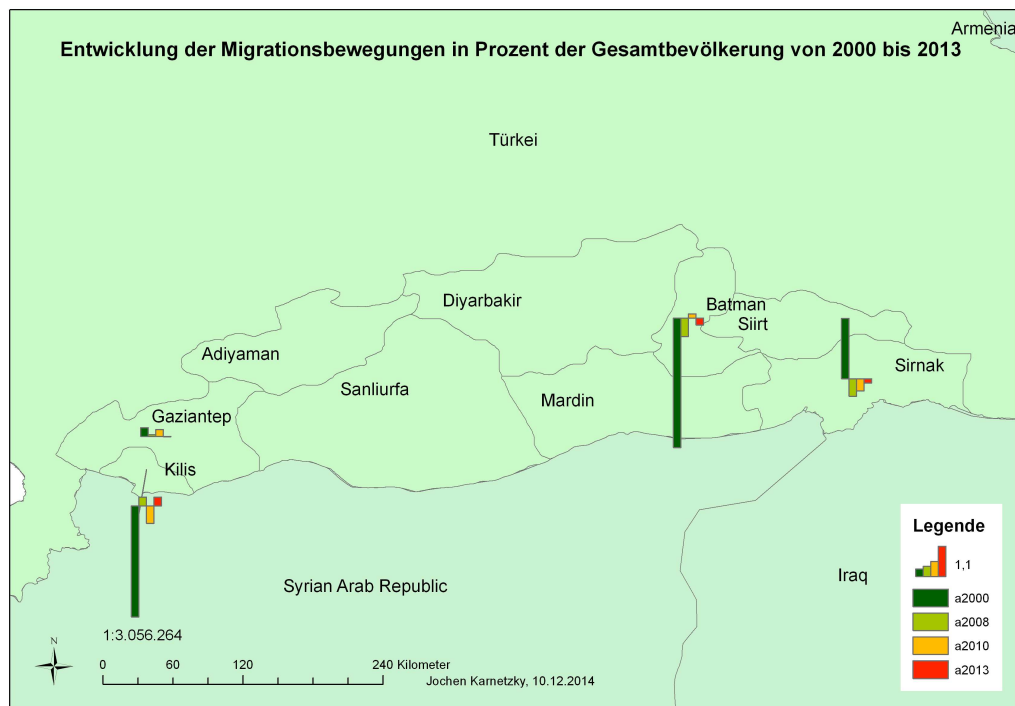 Armenia
Entwicklung der Migrationsbewegungen in Prozent der Gesamtbevölkerung von 2000 bis 2013
Türkei
Diyarbakir
Batman
Siirt
Adiyaman
Sanliurfa
Mardin
Sirnak
Gaziantep
Kilis
Syrian Arab Republic
Iraq
Legende
1,1
a2000
a2008
a2010
a2013
1:3.056.264
N
0 60 120 240 Kilometer
Jochen Karnetzky, 10.12.2014